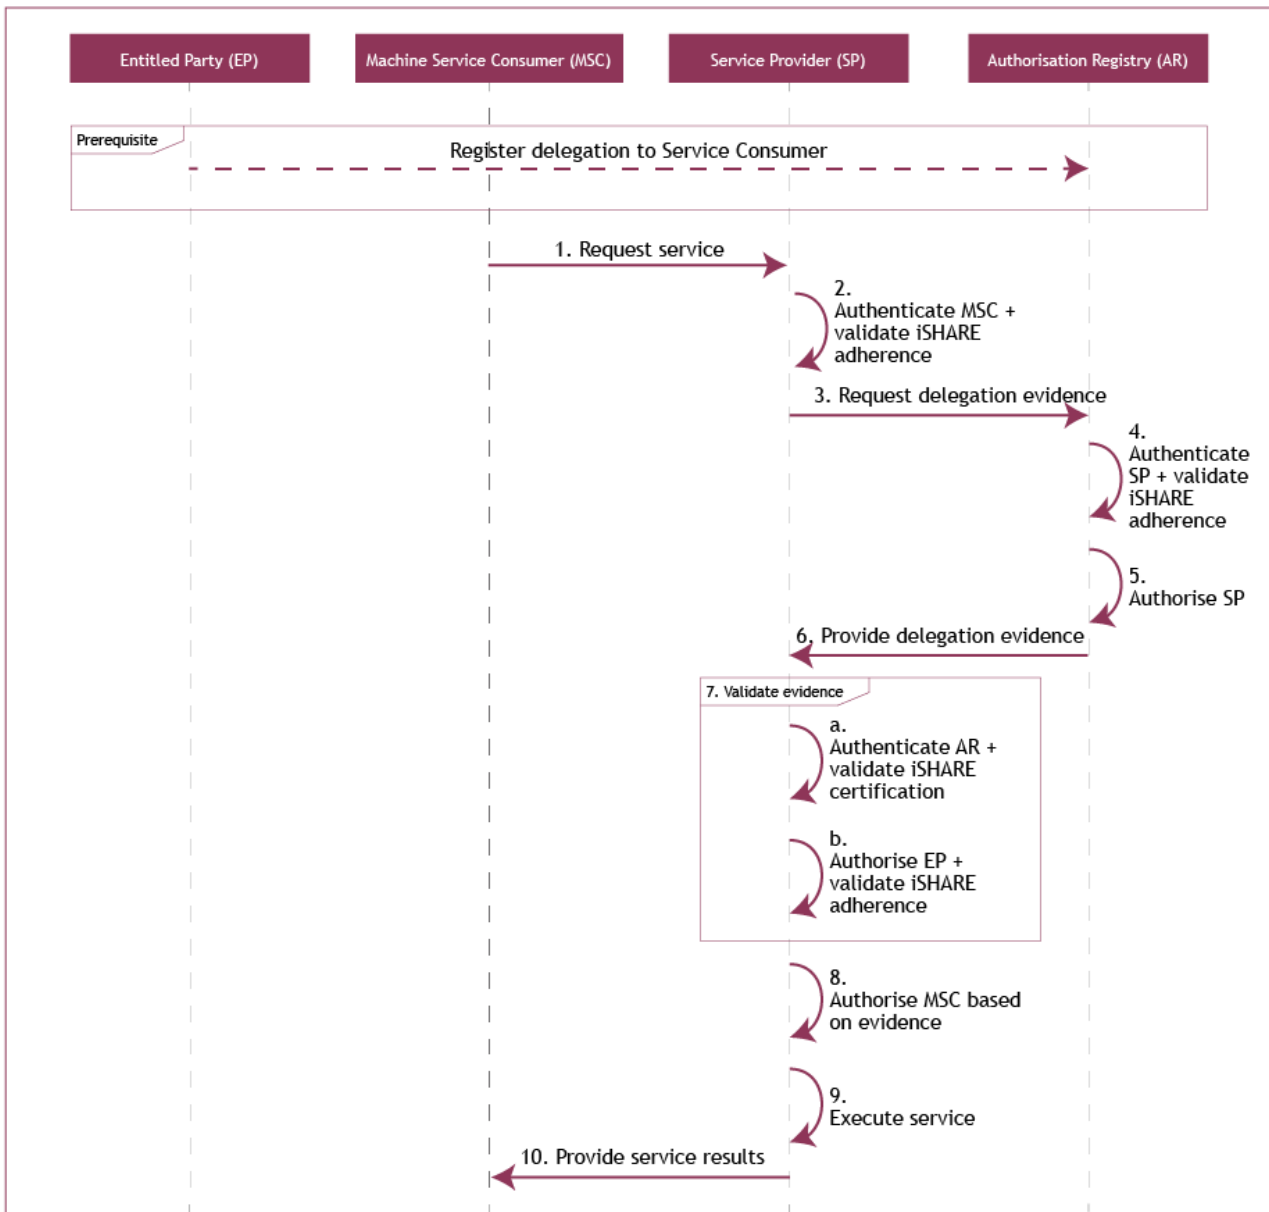 Entitled Party (EP)
Machine Service Consumer (MSC)
Service Provider (SP)
Authorisation Registry (AR)
Prerequisite
Register delegation to Service Consumer
1. Request service
2.
Authenticate MSC +
validate iSHARE
adherence
3. Request delegation evidence
4.
Authenticate
SP + validate
iSHARE
adherence
5.
Authorise SP
6. Provide delegation evidence
7. Validate evidence
a.
Authenticate AR +
validate iSHARE
certification
b.
Authorise EP +
validate iSHARE
adherence
8.
Authorise MSC based
on evidence
9.
Execute service
10. Provide service results